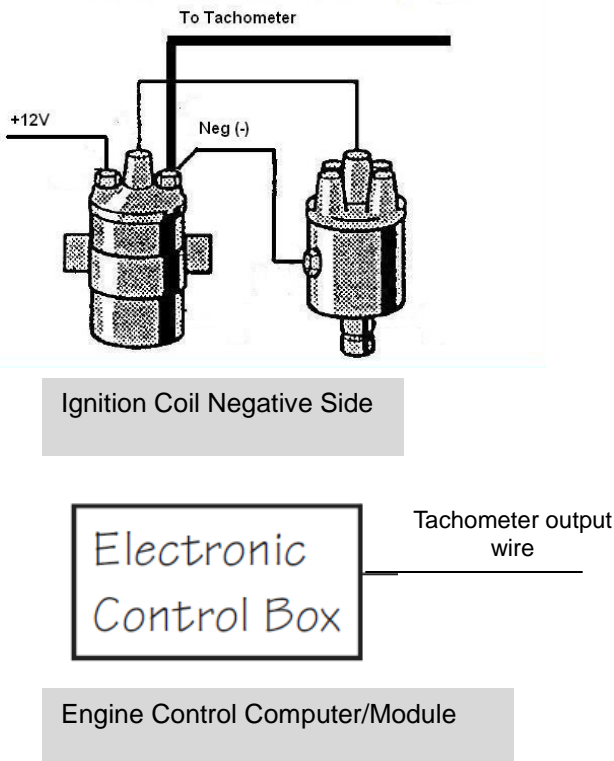 To Tachometer
+12V
Neg (-)
Ignition Coil Negative Side
Tachometer output
wire
Electronic
Control Box
Engine Control Computer/Module